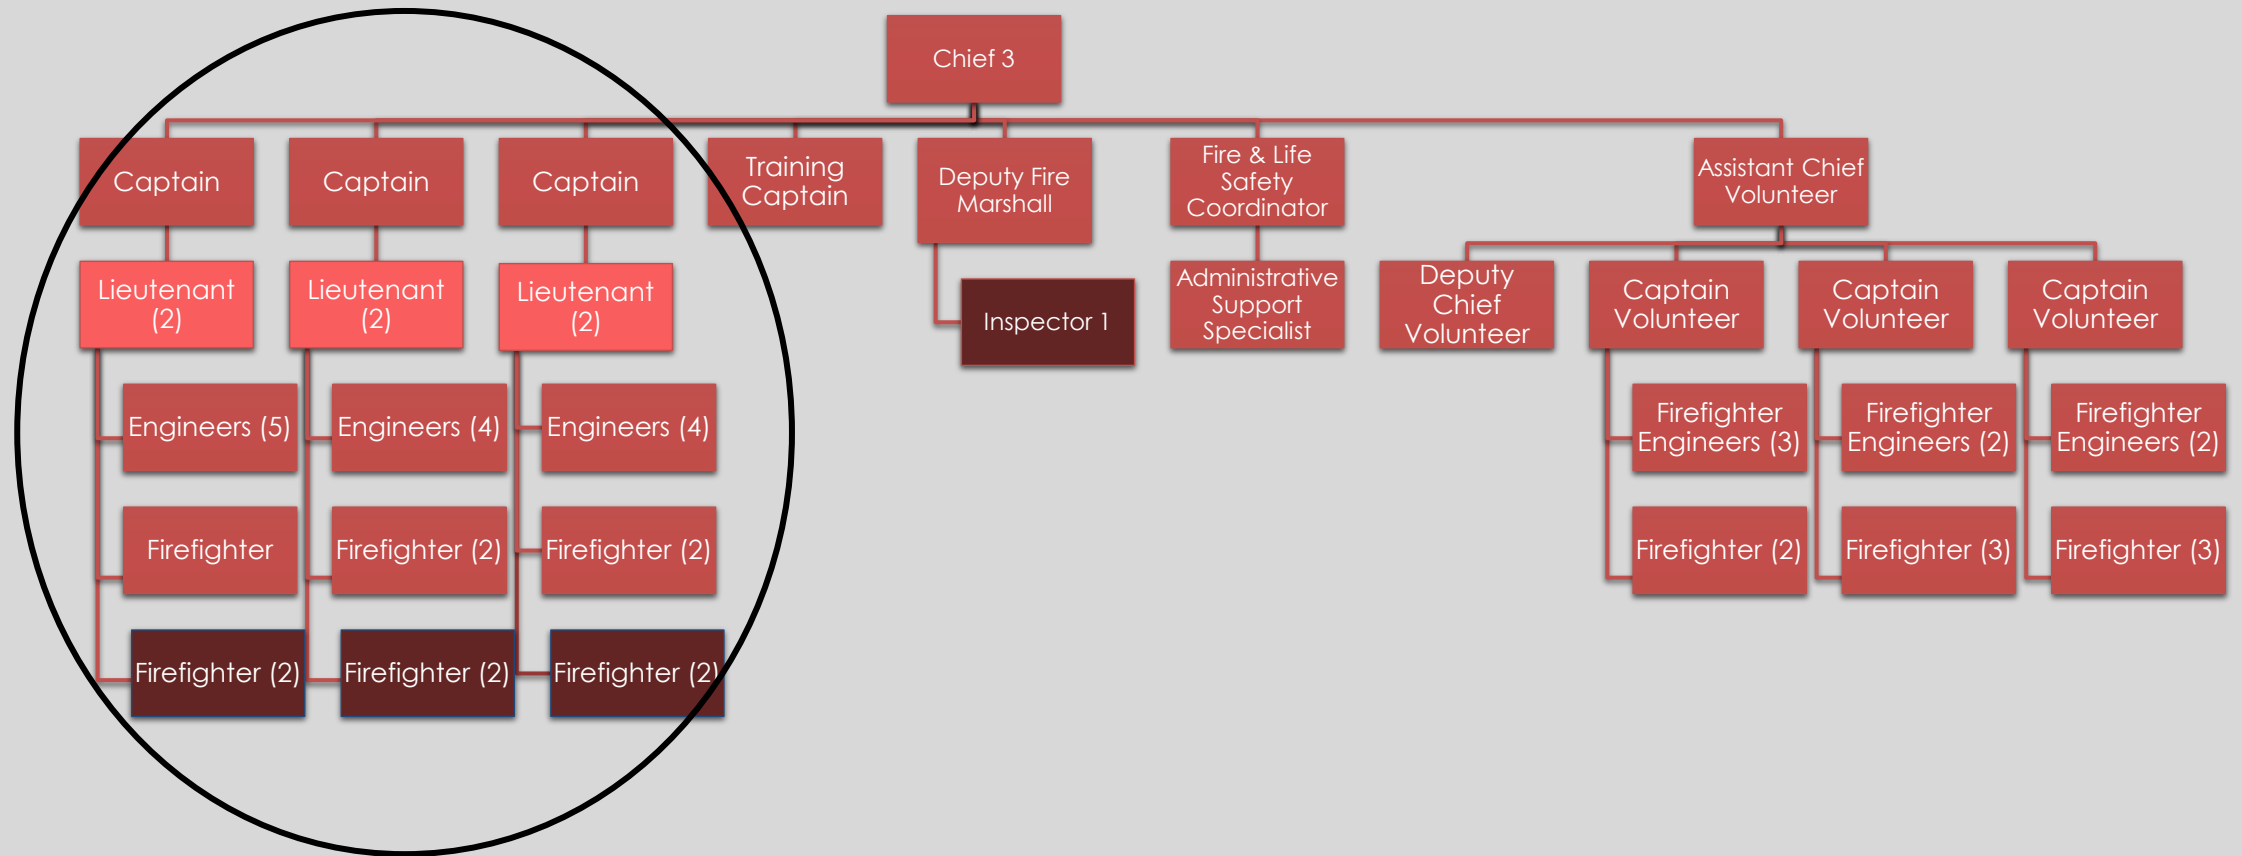 Chief 3
Captain
Captain
Captain
Training
Captain
Deputy Fire
Marshall
Fire & Life
Safety
Coordinator
Assistant Chief
Volunteer
Lieutenant
(2)
Lieutenant
(2)
Lieutenant
(2)
Inspector 1
Administrative
Support
Specialist
Deputy
Chief
Volunteer
Captain
Volunteer
Captain
Volunteer
Captain
Volunteer
Engineers (5)
Engineers (4)
Engineers (4)
Firefighter
Engineers (3)
Firefighter
Engineers (2)
Firefighter
Engineers (2)
Firefighter
Firefighter (2)
Firefighter (2)
Firefighter (2)
Firefighter (3)
Firefighter (3)
Firefighter (2)
Firefighter (2)
Firefighter (2)